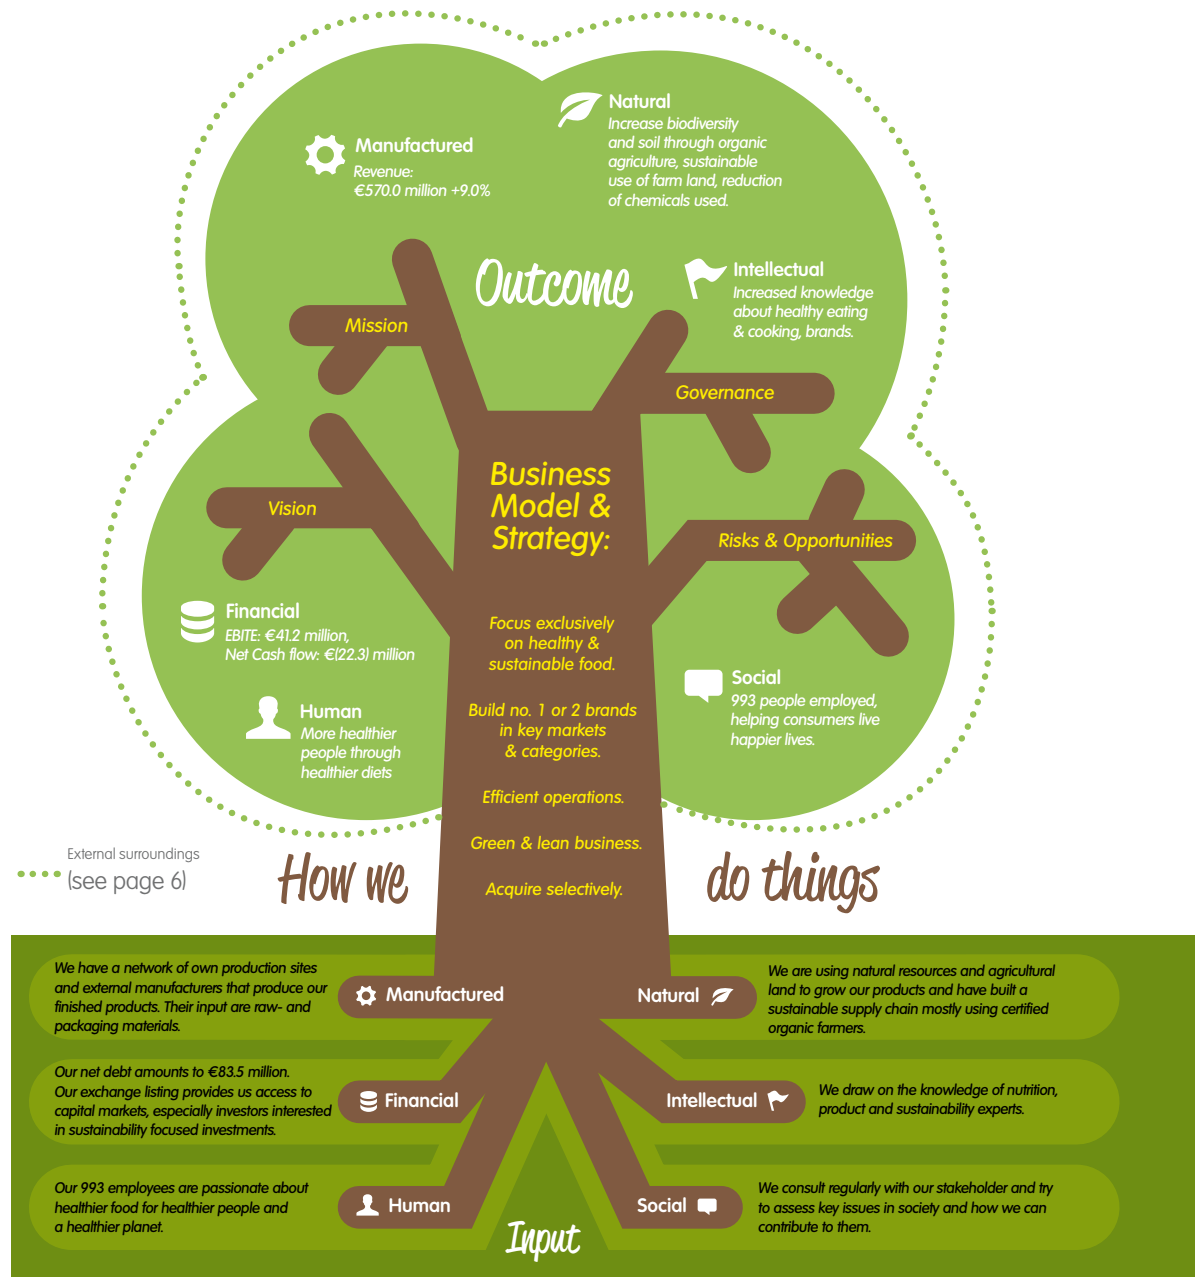 Natural
Increase biodiversity
and soil through organic
agriculture, sustainable
use of farm land, reduction
of chemicals used.
Manufactured
Revenue:
€570.0 million +9.0%
Outcome
Intellectual
Increased knowledge
about healthy eating
& cooking, brands.
Mission
Governance
Vision
Risks & Opportunities
Business
Model &
Strategy:
Focus exclusively
on healthy &
sustainable food.
Build no. 1 or 2 brands
in key markets
& categories.
Efficient operations.
Green & lean business.
Acquire selectively.
Financial
EBITE: €41.2 million,
Net Cash flow: €(22.3) million
Human
More healthier
people through
healthier diets
Social
993 people employed,
helping consumers live
happier lives.
External surroundings
(see page 6)
How we
do things
We have a network of own production sites
and external manufacturers that produce our
finished products. Their input are raw- and
packaging materials.
Manufactured
Natural
We are using natural resources and agricultural
land to grow our products and have built a
sustainable supply chain mostly using certified
organic farmers.
Our net debt amounts to €83.5 million.
Our exchange listing provides us access to
capital markets, especially investors interested
in sustainability focused investments.
Financial
Intellectual
We draw on the knowledge of nutrition,
product and sustainability experts.
Our 993 employees are passionate about
healthier food for healthier people and
a healthier planet.
Human
Social
We consult regularly with our stakeholder and try
to assess key issues in society and how we can
contribute to them.
Input